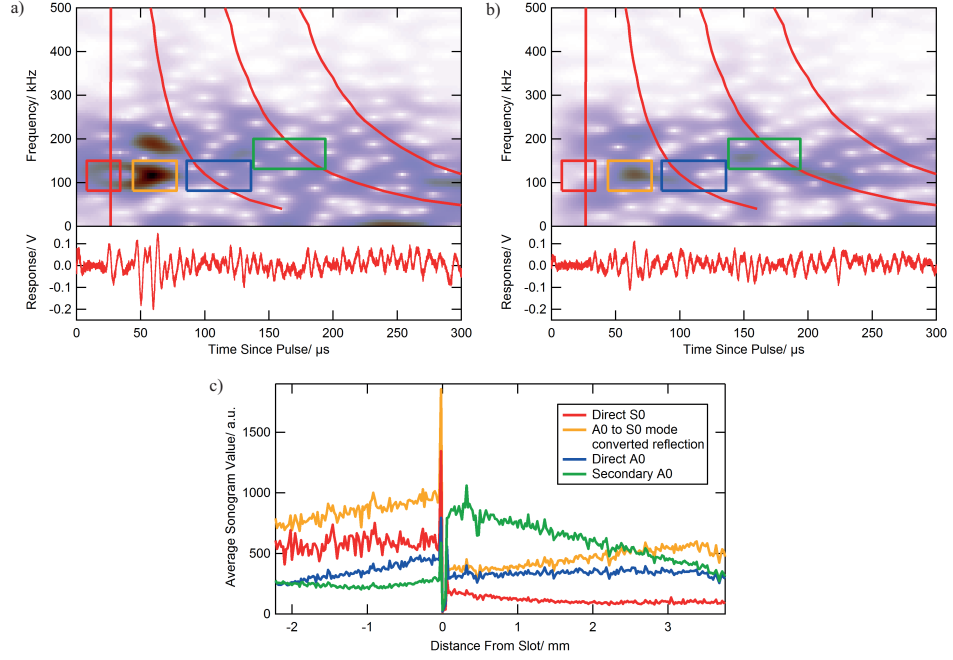 a)
500
400
300
200
100
0
Frequency/ kHz
0.1
0.0
-0.1
-0.2
Response/ V
0
50
100
150
200
250
300
Time Since Pulse/ µs
b)
500
400
300
200
100
0
Frequency/ kHz
0.1
0.0
-0.1
-0.2
Response/ V
0
50
100
150
200
250
300
Time Since Pulse/ µs
c)
1500
1000
500
0
Average Sonogram Value/ a.u.
Direct S0
A0 to S0 mode
converted reflection
Direct A0
Secondary A0
-2
-1
0
1
2
3
Distance From Slot/ mm